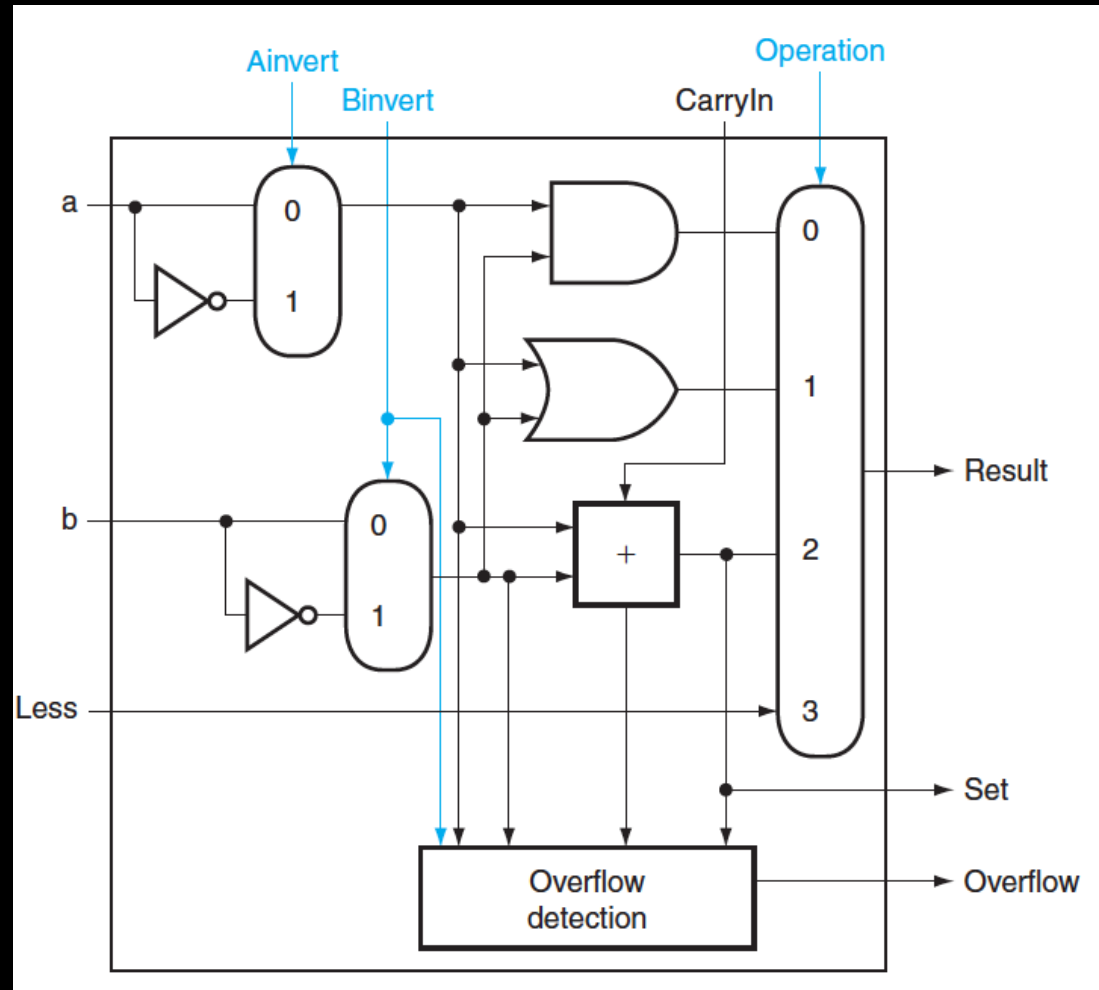 Operation
Ainvert
Binvert
CarryIn
a
0
0
1
1
Result
b
0
+
2
1
Less
3
Set
Overflow
detection
Overflow